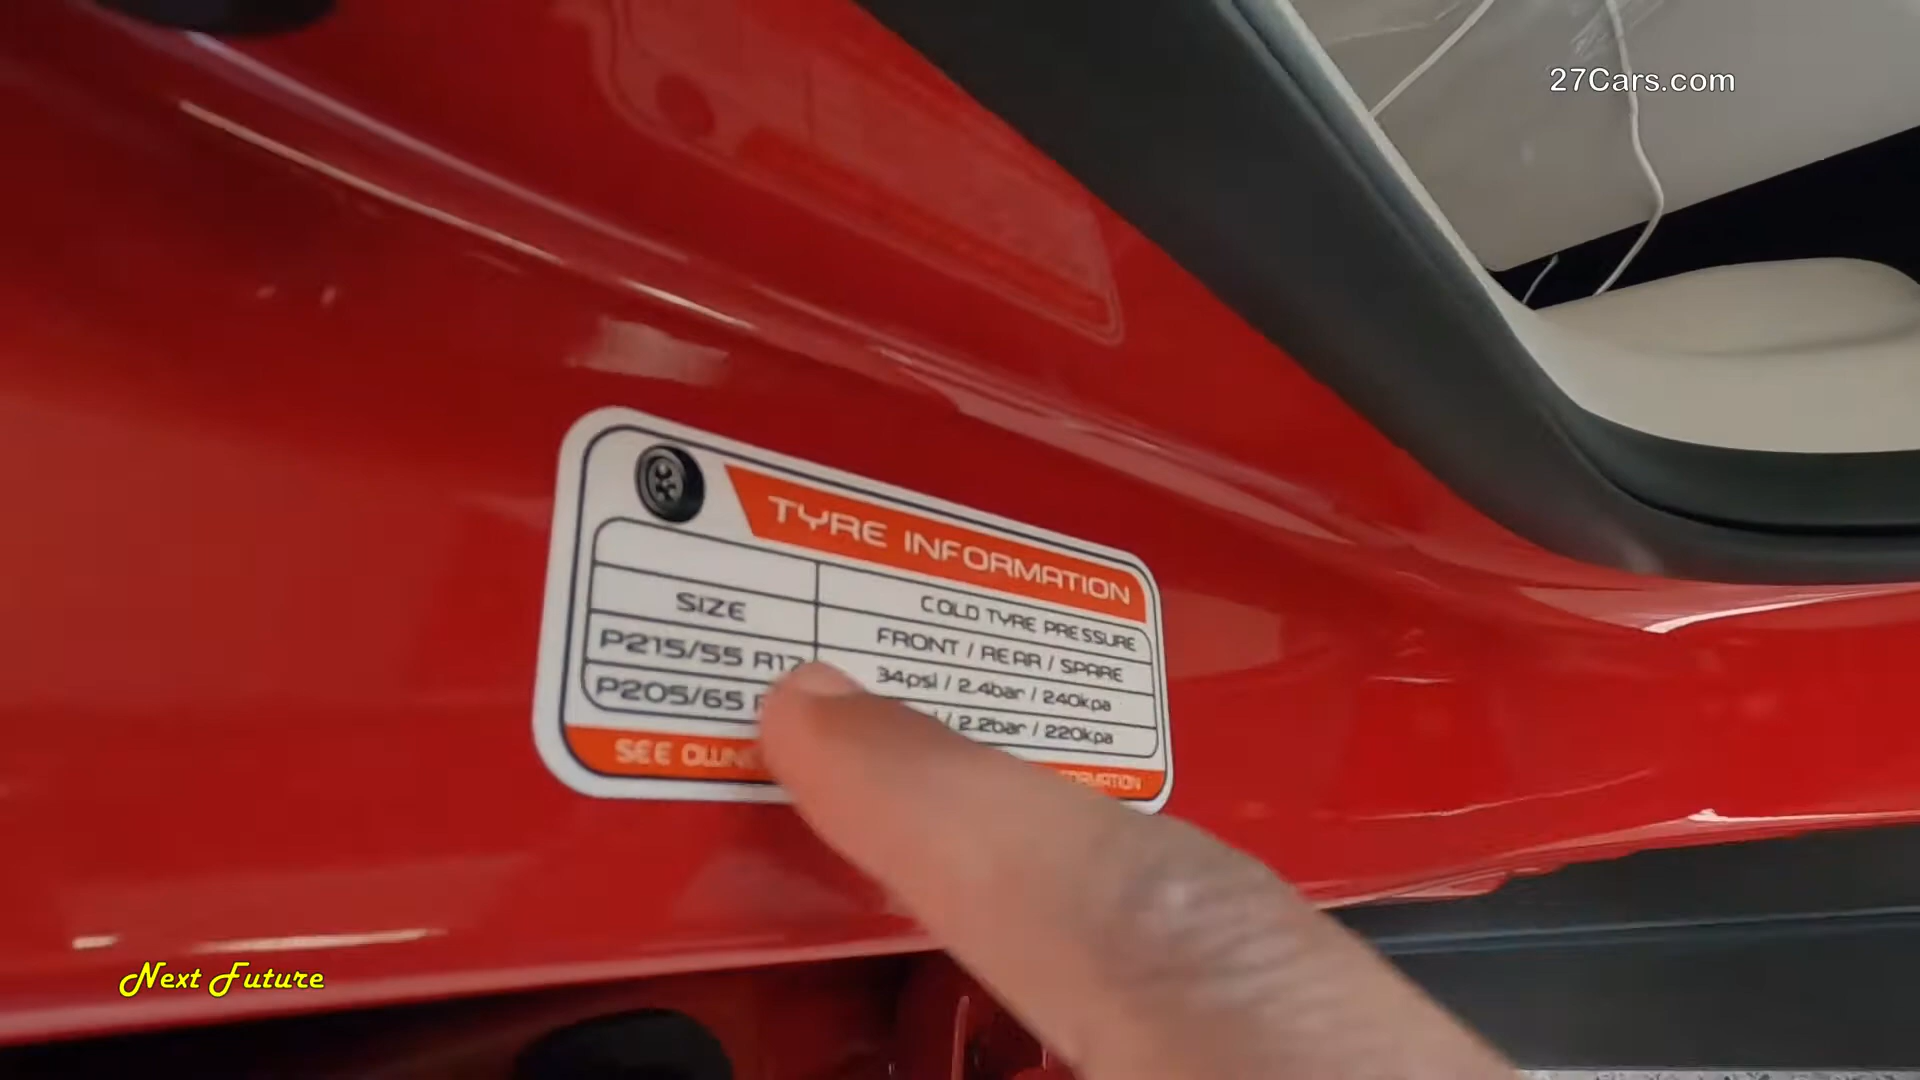 27Cars.com
TYRE INFORMATION
COLD TYRE PRESSURE
SIZE
FRONT / REAR / SPARE
P215/55 R17
34psi / 2.4bar / 240kpa
P205/65
/ 2.2bar / 220kpa
SEE
Next Future